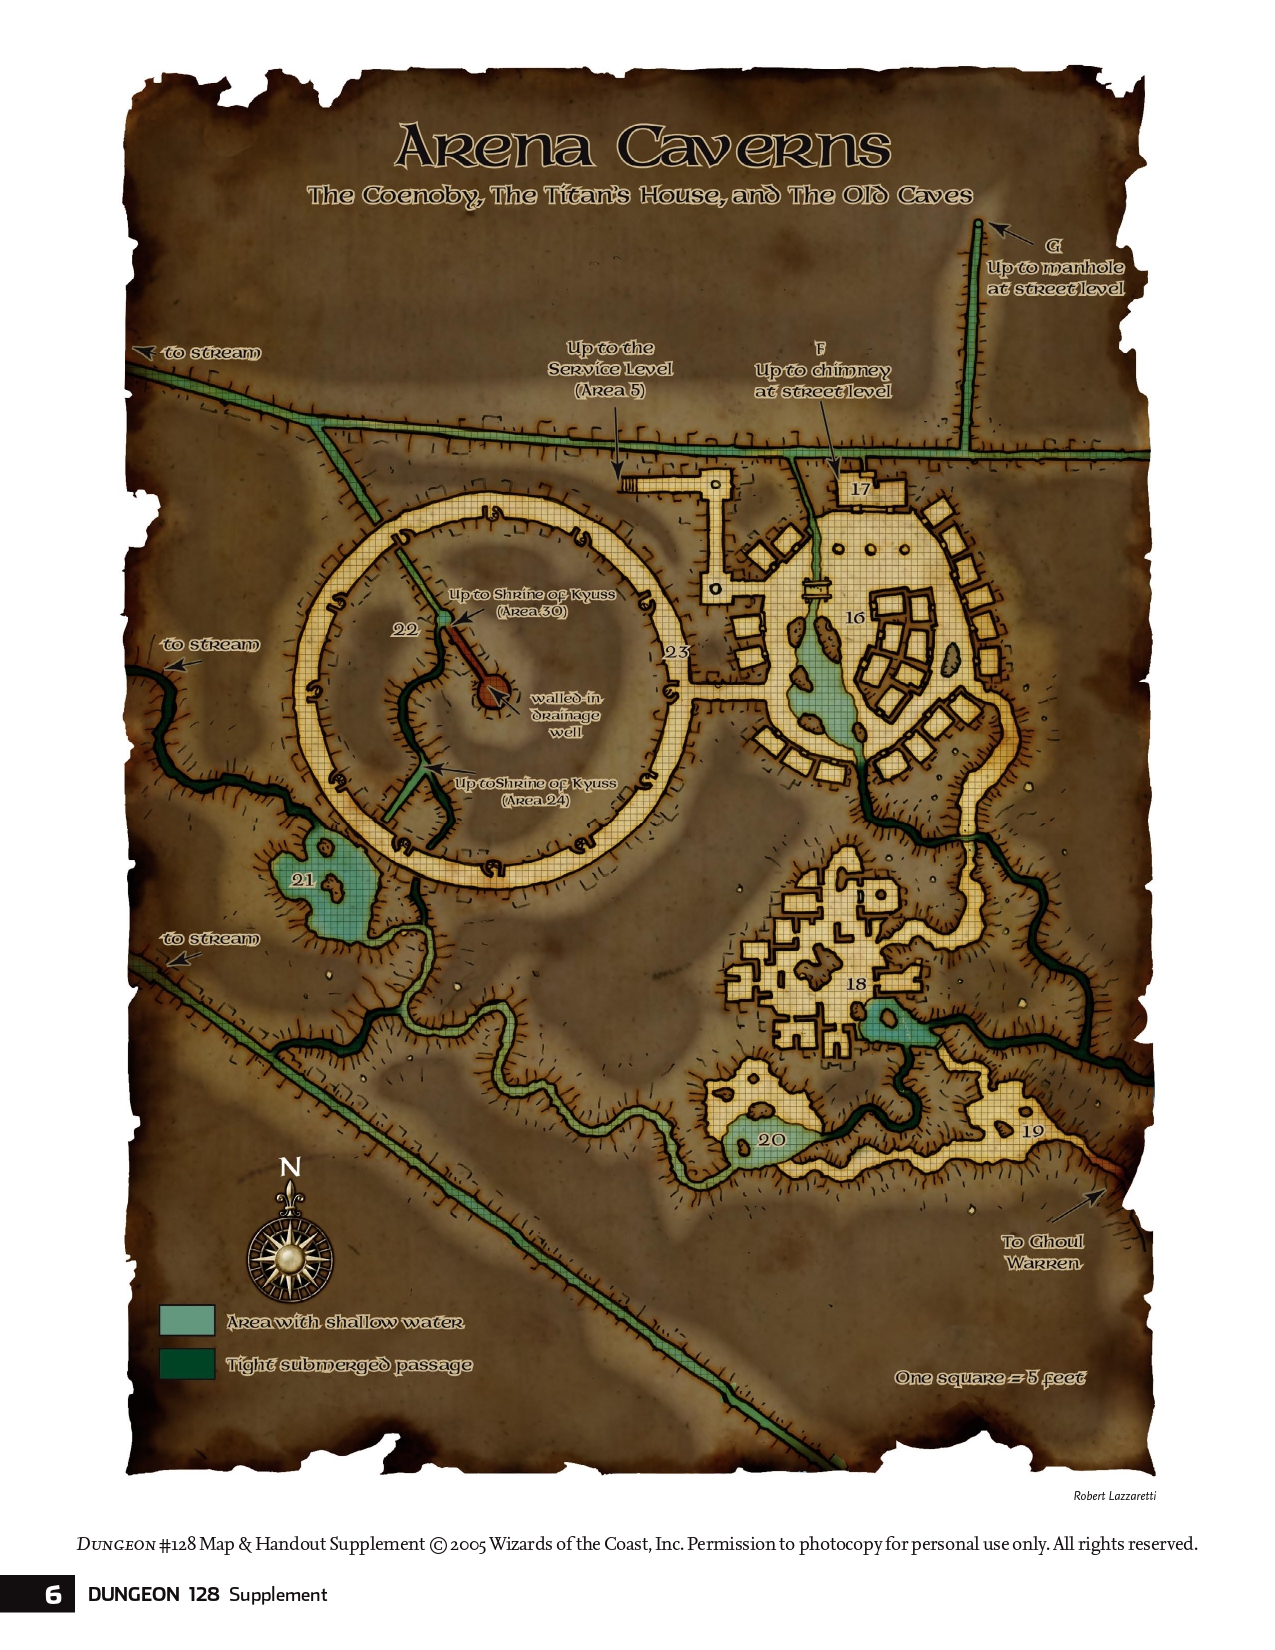 Arena Caverns
The Coenoby, The Titan's House, and The Old Caves
G
Up to manhole
at street level
to stream
Up to the
Service Level
(Area 5)
F
Up to chimney
at street level
17
Up to Shrine of Kyuss
(Area 30)
22
16
23
to stream
walled-in
drainage
well
Up to Shrine of Kyuss
(Area 24)
21
to stream
18
20
19
N
To Ghoul
Warren
Area with shallow water
Tight submerged passage
One square = 5 feet
Robert Lazzaretti
Dungeon #128 Map & Handout Supplement © 2005 Wizards of the Coast, Inc. Permission to photocopy for personal use only. All rights reserved.
6 DUNGEON 128 Supplement